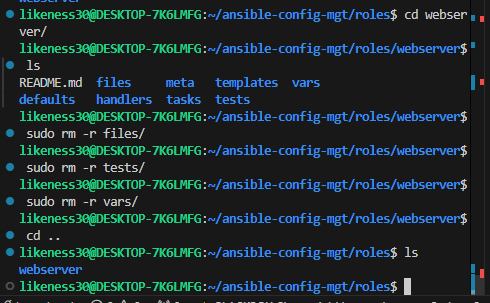 likeness30@DESKTOP-7K6LMFG:~/ansible-config-mgt/roles$ cd webser
ver/
likeness30@DESKTOP-7K6LMFG:~/ansible-config-mgt/roles/webserver$
ls
README.md files meta templates vars
defaults handlers tasks tests
likeness30@DESKTOP-7K6LMFG:~/ansible-config-mgt/roles/webserver$
sudo rm -r files/
likeness30@DESKTOP-7K6LMFG:~/ansible-config-mgt/roles/webserver$
sudo rm -r tests/
likeness30@DESKTOP-7K6LMFG:~/ansible-config-mgt/roles/webserver$
sudo rm -r vars/
likeness30@DESKTOP-7K6LMFG:~/ansible-config-mgt/roles/webserver$
cd ..
likeness30@DESKTOP-7K6LMFG:~/ansible-config-mgt/roles$ ls
webserver
likeness30@DESKTOP-7K6LMFG:~/ansible-config-mgt/roles$